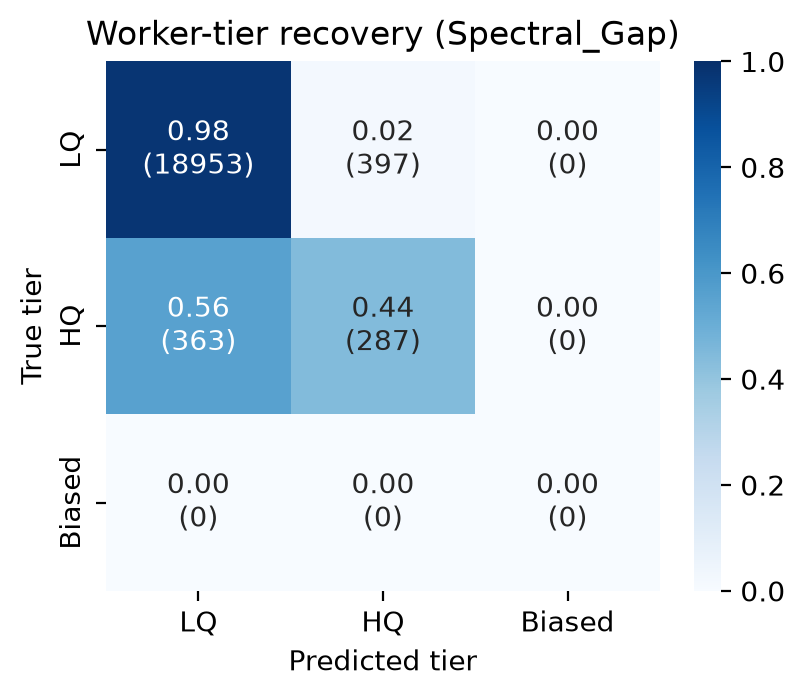 Worker-tier recovery (Spectral_Gap)
True tier
LQ
HQ
Biased
0.98
(18953)
0.02
(397)
0.00
(0)
0.56
(363)
0.44
(287)
0.00
(0)
0.00
(0)
0.00
(0)
0.00
(0)
LQ
HQ
Biased
Predicted tier
1.0
0.8
0.6
0.4
0.2
0.0